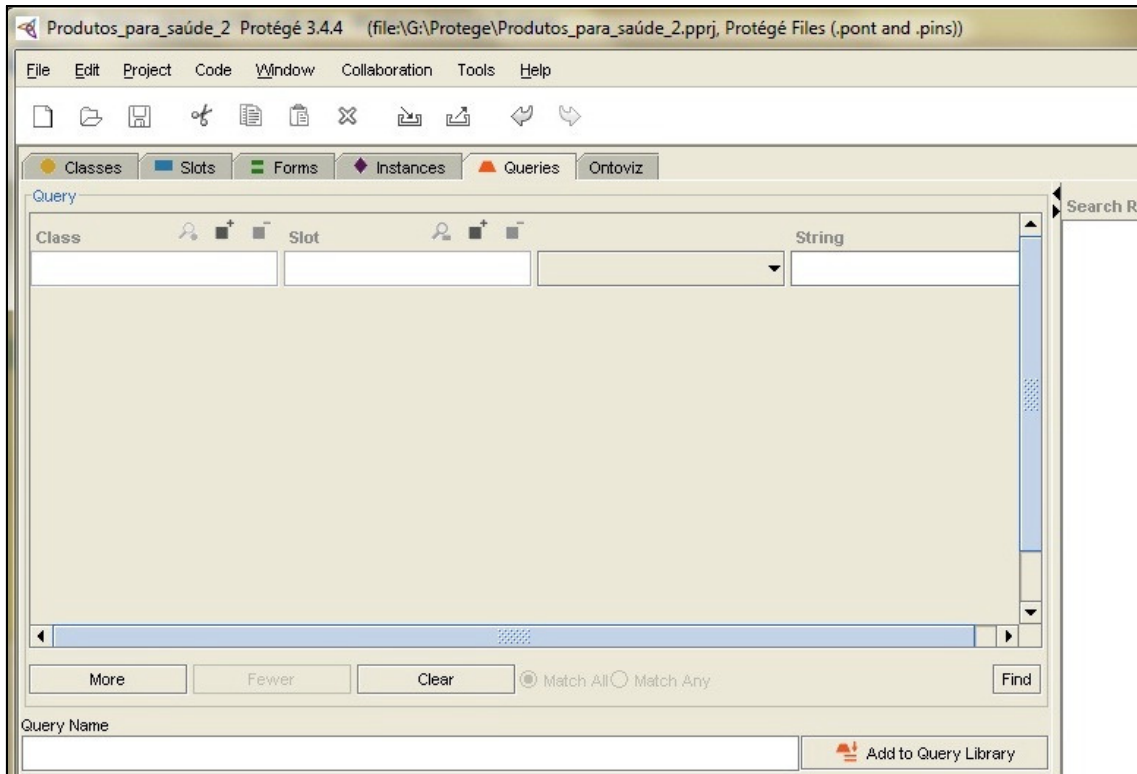 Produtos_para_saúde_2 Protégé 3.4.4 (file:\G:\Protege\Produtos_para_saúde_2.pprj, Protégé Files (.pont and .pins))
File Edit Project Code Window Collaboration Tools Help
Classes Slots Forms Instances Queries Ontoviz
Query
Search R
Class Slot String
More Fewer Clear Match All Match Any Find
Query Name
Add to Query Library